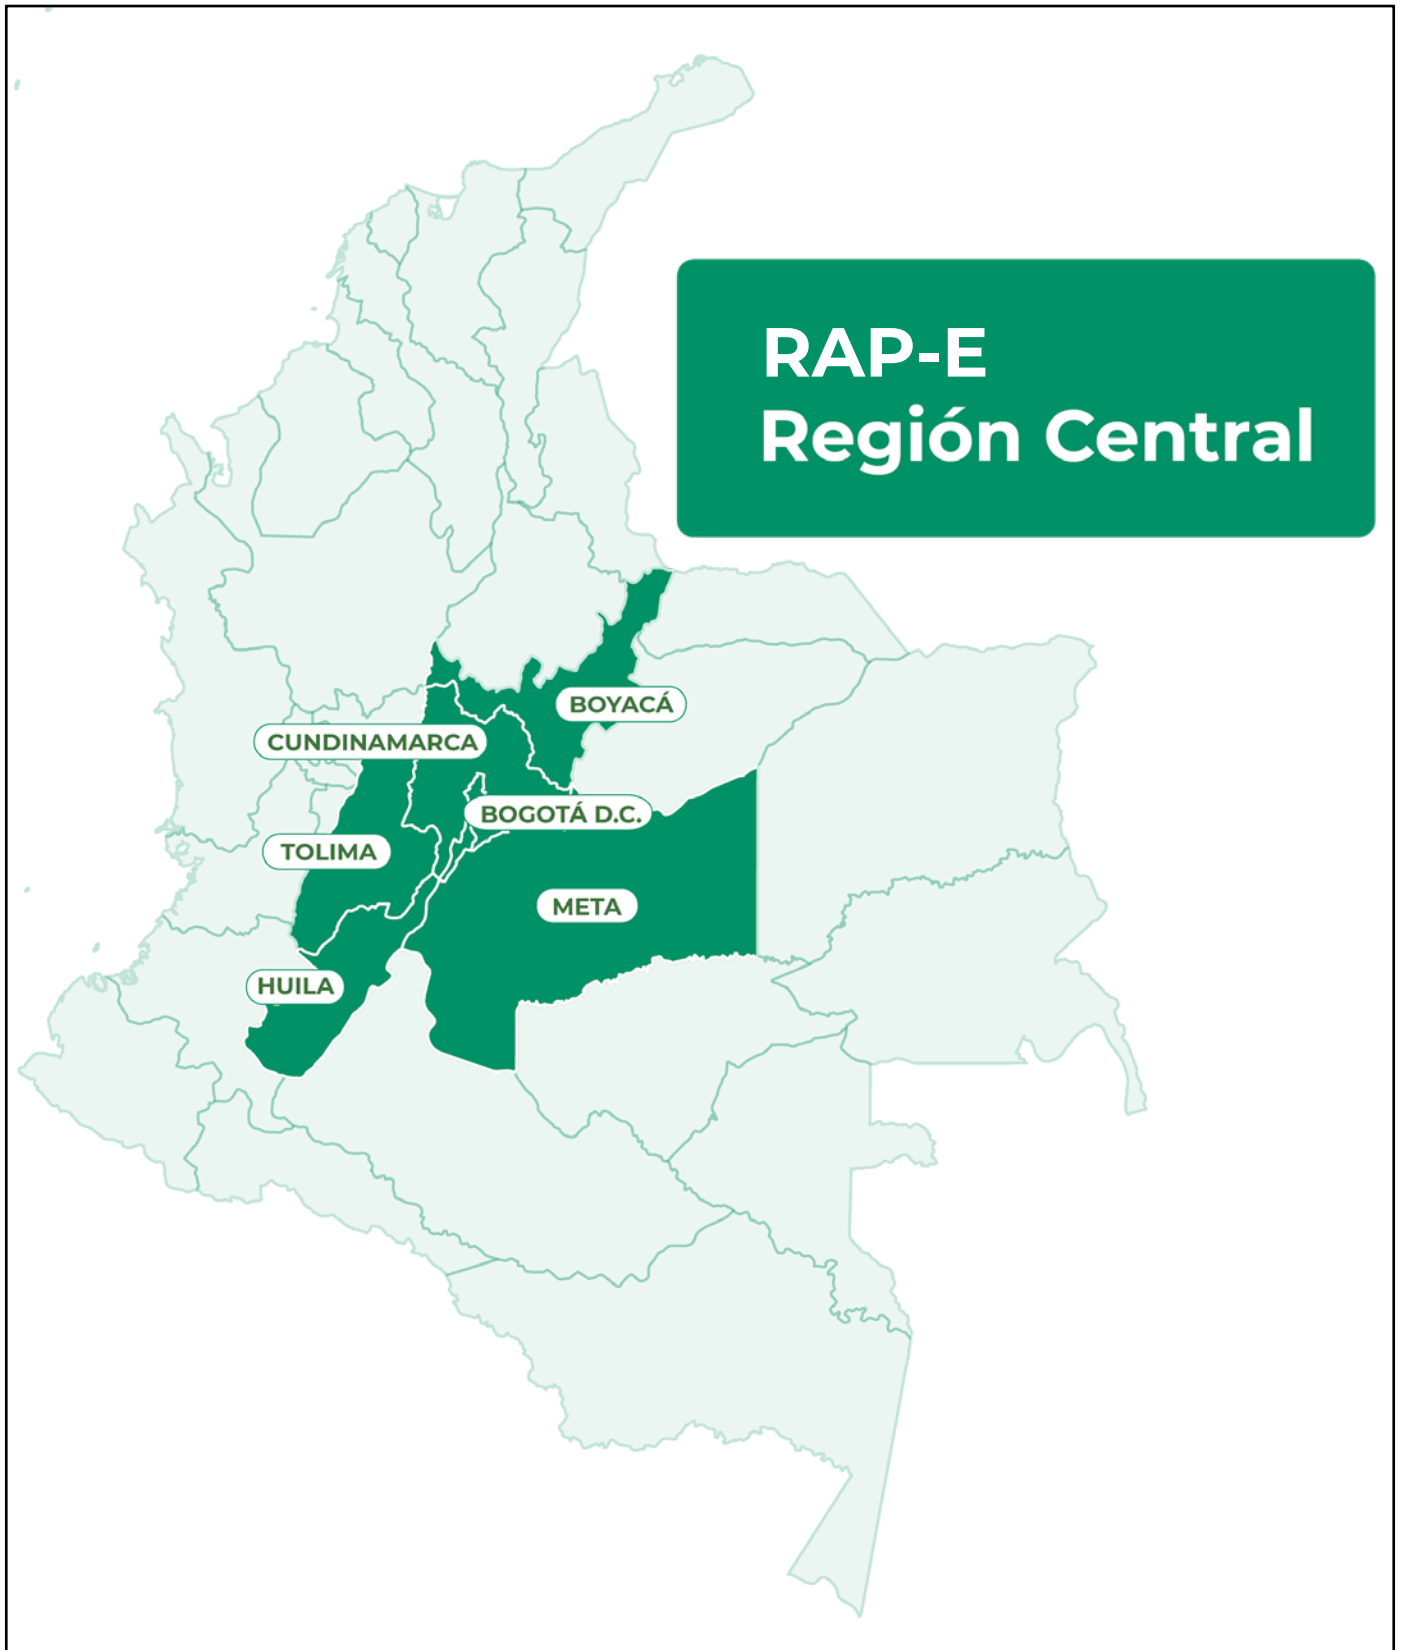 RAP-E
Región Central
BOYACÁ
CUNDINAMARCA
BOGOTÁ D.C.
TOLIMA
META
HUILA